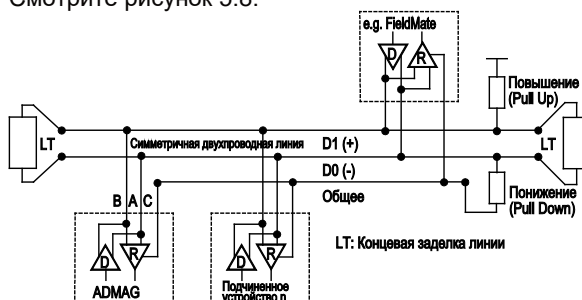 Смотрите рисунок 5.8.
e.g. FieldMate
D
R
Повышение
(Pull Up)
LT
Симметричная двухпроводная линия
D1 (+)
LT
D0 (-)
Общее
Понижение
(Pull Down)
B A C
D
R
D
R
LT: Концевая заделка линии
ADMAG
Подчиненное
устройство n